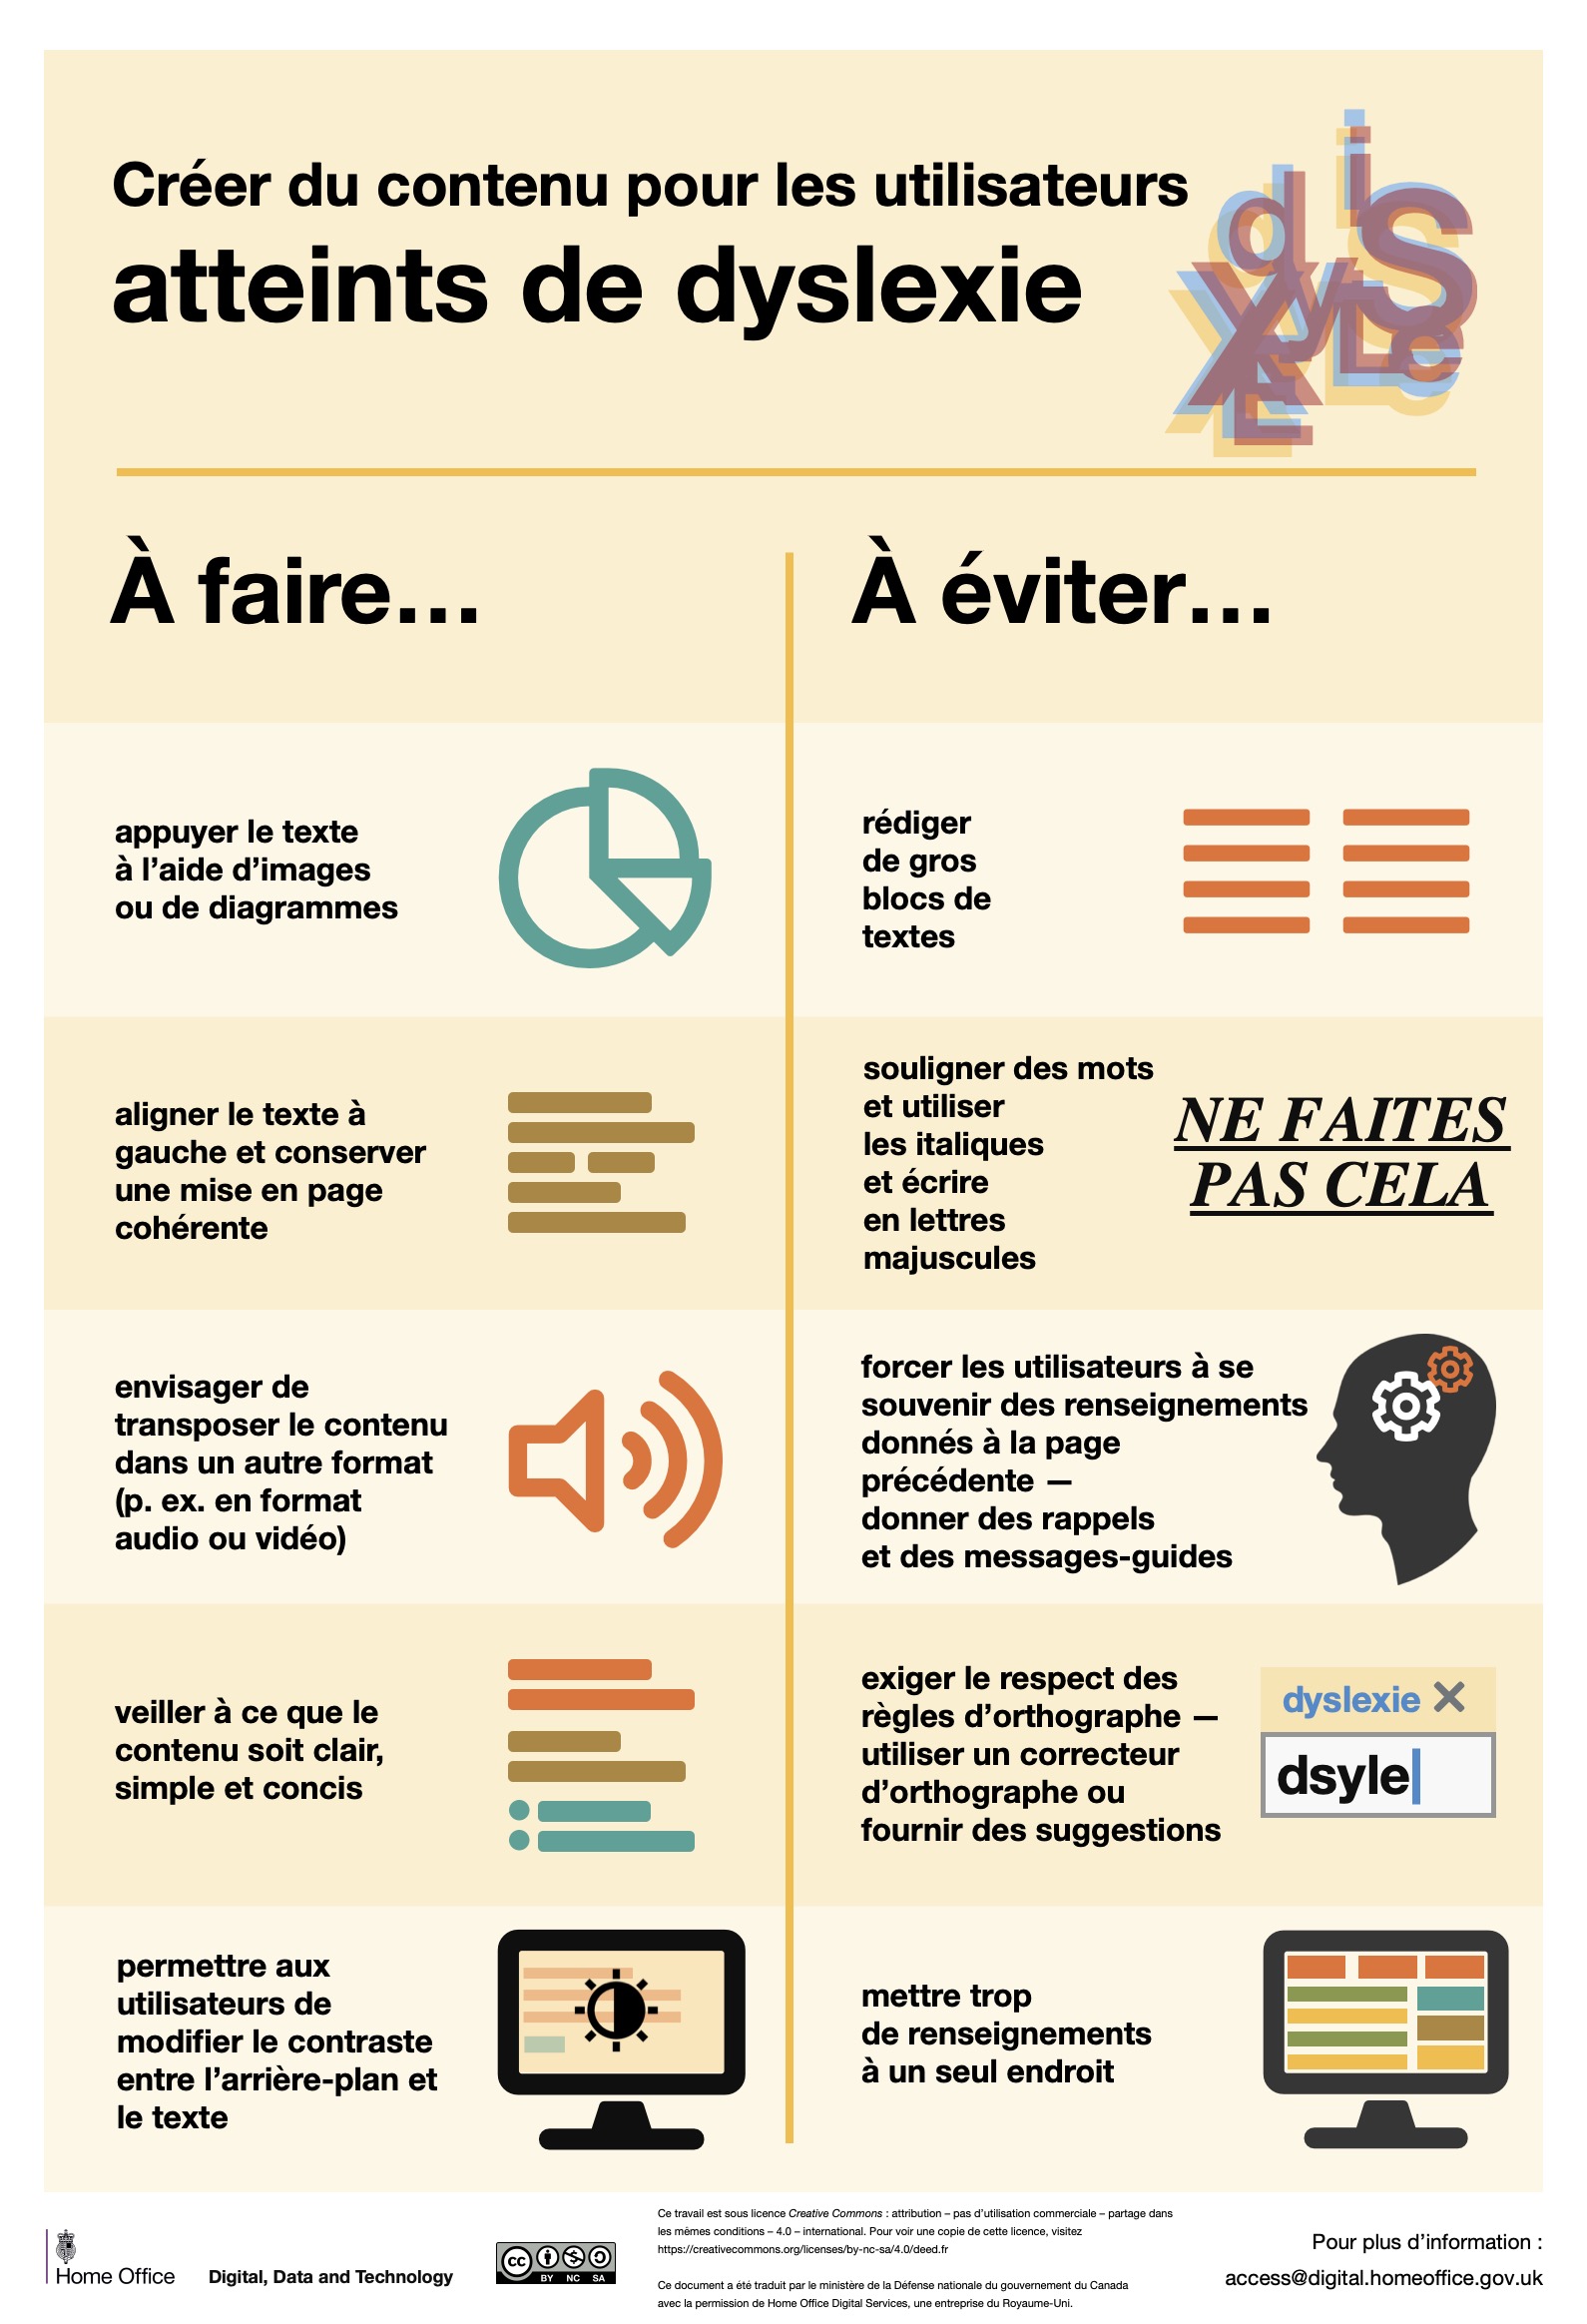 Créer du contenu pour les utilisateurs
atteints de dyslexie
d
i
S
y
X
L
e
E
À faire…
appuyer le texte
à l’aide d’images
ou de diagrammes
aligner le texte à
gauche et conserver
une mise en page
cohérente
envisager de
transposer le contenu
dans un autre format
(p. ex. en format
audio ou vidéo)
veiller à ce que le
contenu soit clair,
simple et concis
permettre aux
utilisateurs de
modifier le contraste
entre l’arrière-plan et
le texte
À éviter…
rédiger
de gros
blocs de
textes
souligner des mots
et utiliser
les italiques
et écrire
en lettres
majuscules
NE FAITES
PAS CELA
forcer les utilisateurs à se
souvenir des renseignements
donnés à la page
précédente —
donner des rappels
et des messages-guides
exiger le respect des
règles d’orthographe —
utiliser un correcteur
d’orthographe ou
fournir des suggestions
dyslexie
dsyle
mettre trop
de renseignements
à un seul endroit
Home Office
Digital, Data and Technology
cc
BY NC SA
Ce travail est sous licence Creative Commons : attribution – pas d’utilisation commerciale – partage dans
les mêmes conditions – 4.0 – international. Pour voir une copie de cette licence, visitez
https://creativecommons.org/licenses/by-nc-sa/4.0/deed.fr
Ce document a été traduit par le ministère de la Défense nationale du gouvernement du Canada
avec la permission de Home Office Digital Services, une entreprise du Royaume-Uni.
Pour plus d’information :
access@digital.homeoffice.gov.uk